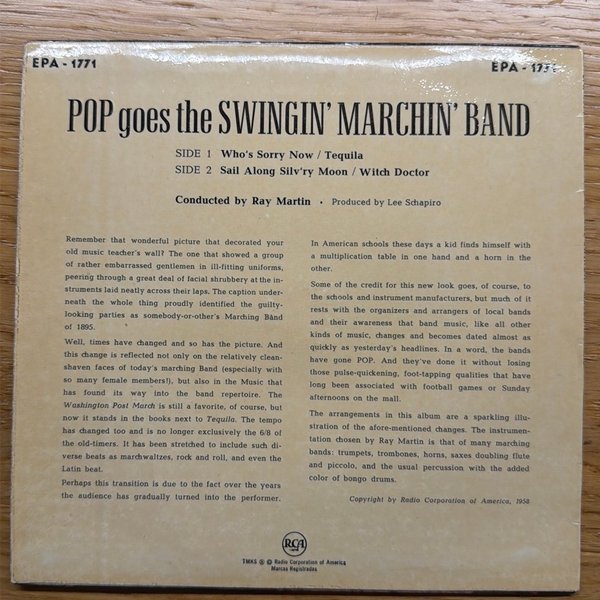 EPA - 1771
EPA - 1771
POP goes the SWINGIN' MARCHIN' BAND
SIDE 1 Who's Sorry Now / Tequila
SIDE 2 Sail Along Silv'ry Moon / Witch Doctor
Conducted by Ray Martin · Produced by Lee Schapiro
Remember that wonderful picture that decorated your
old music teacher's wall? The one that showed a group
of rather embarrassed gentlemen in ill-fitting uniforms,
peering through a great deal of facial shrubbery at the in-
struments laid neatly across their laps. The caption under-
neath the whole thing proudly identified the guilty-
looking parties as somebody-or-other's Marching Band
of 1895.
Well, times have changed and so has the picture. And
this change is reflected not only on the relatively clean-
shaven faces of today's marching Band (especially with
so many female members!), but also in the Music that
has found its way into the band repertoire. The
Washington Post March is still a favorite, of course, but
now it stands in the books next to Tequila. The tempo
has changed too and is no longer exclusively the 6/8 of
the old-timers. It has been stretched to include such di-
verse beats as marchwaltzes, rock and roll, and even the
Latin beat.
Perhaps this transition is due to the fact over the years
the audience has gradually turned into the performer.
In American schools these days a kid finds himself with
a multiplication table in one hand and a horn in the
other.
Some of the credit for this new look goes, of course, to
the schools and instrument manufacturers, but much of it
rests with the organizers and arrangers of local bands
and their awareness that band music, like all other
kinds of music, changes and becomes dated almost as
quickly as yesterday's headlines. In a word, the bands
have gone POP. And they've done it without losing
those pulse-quickening, foot-tapping qualities that have
long been associated with football games or Sunday
afternoons on the mall.
The arrangements in this album are a sparkling illu-
stration of the afore-mentioned changes. The instrumen-
tation chosen by Ray Martin is that of many marching
bands: trumpets, trombones, horns, saxes doubling flute
and piccolo, and the usual percussion with the added
color of bongo drums.
Copyright by Radio Corporation of America, 1958
RCA
TMKS ® © Radio Corporation of America
Marcas Registradas